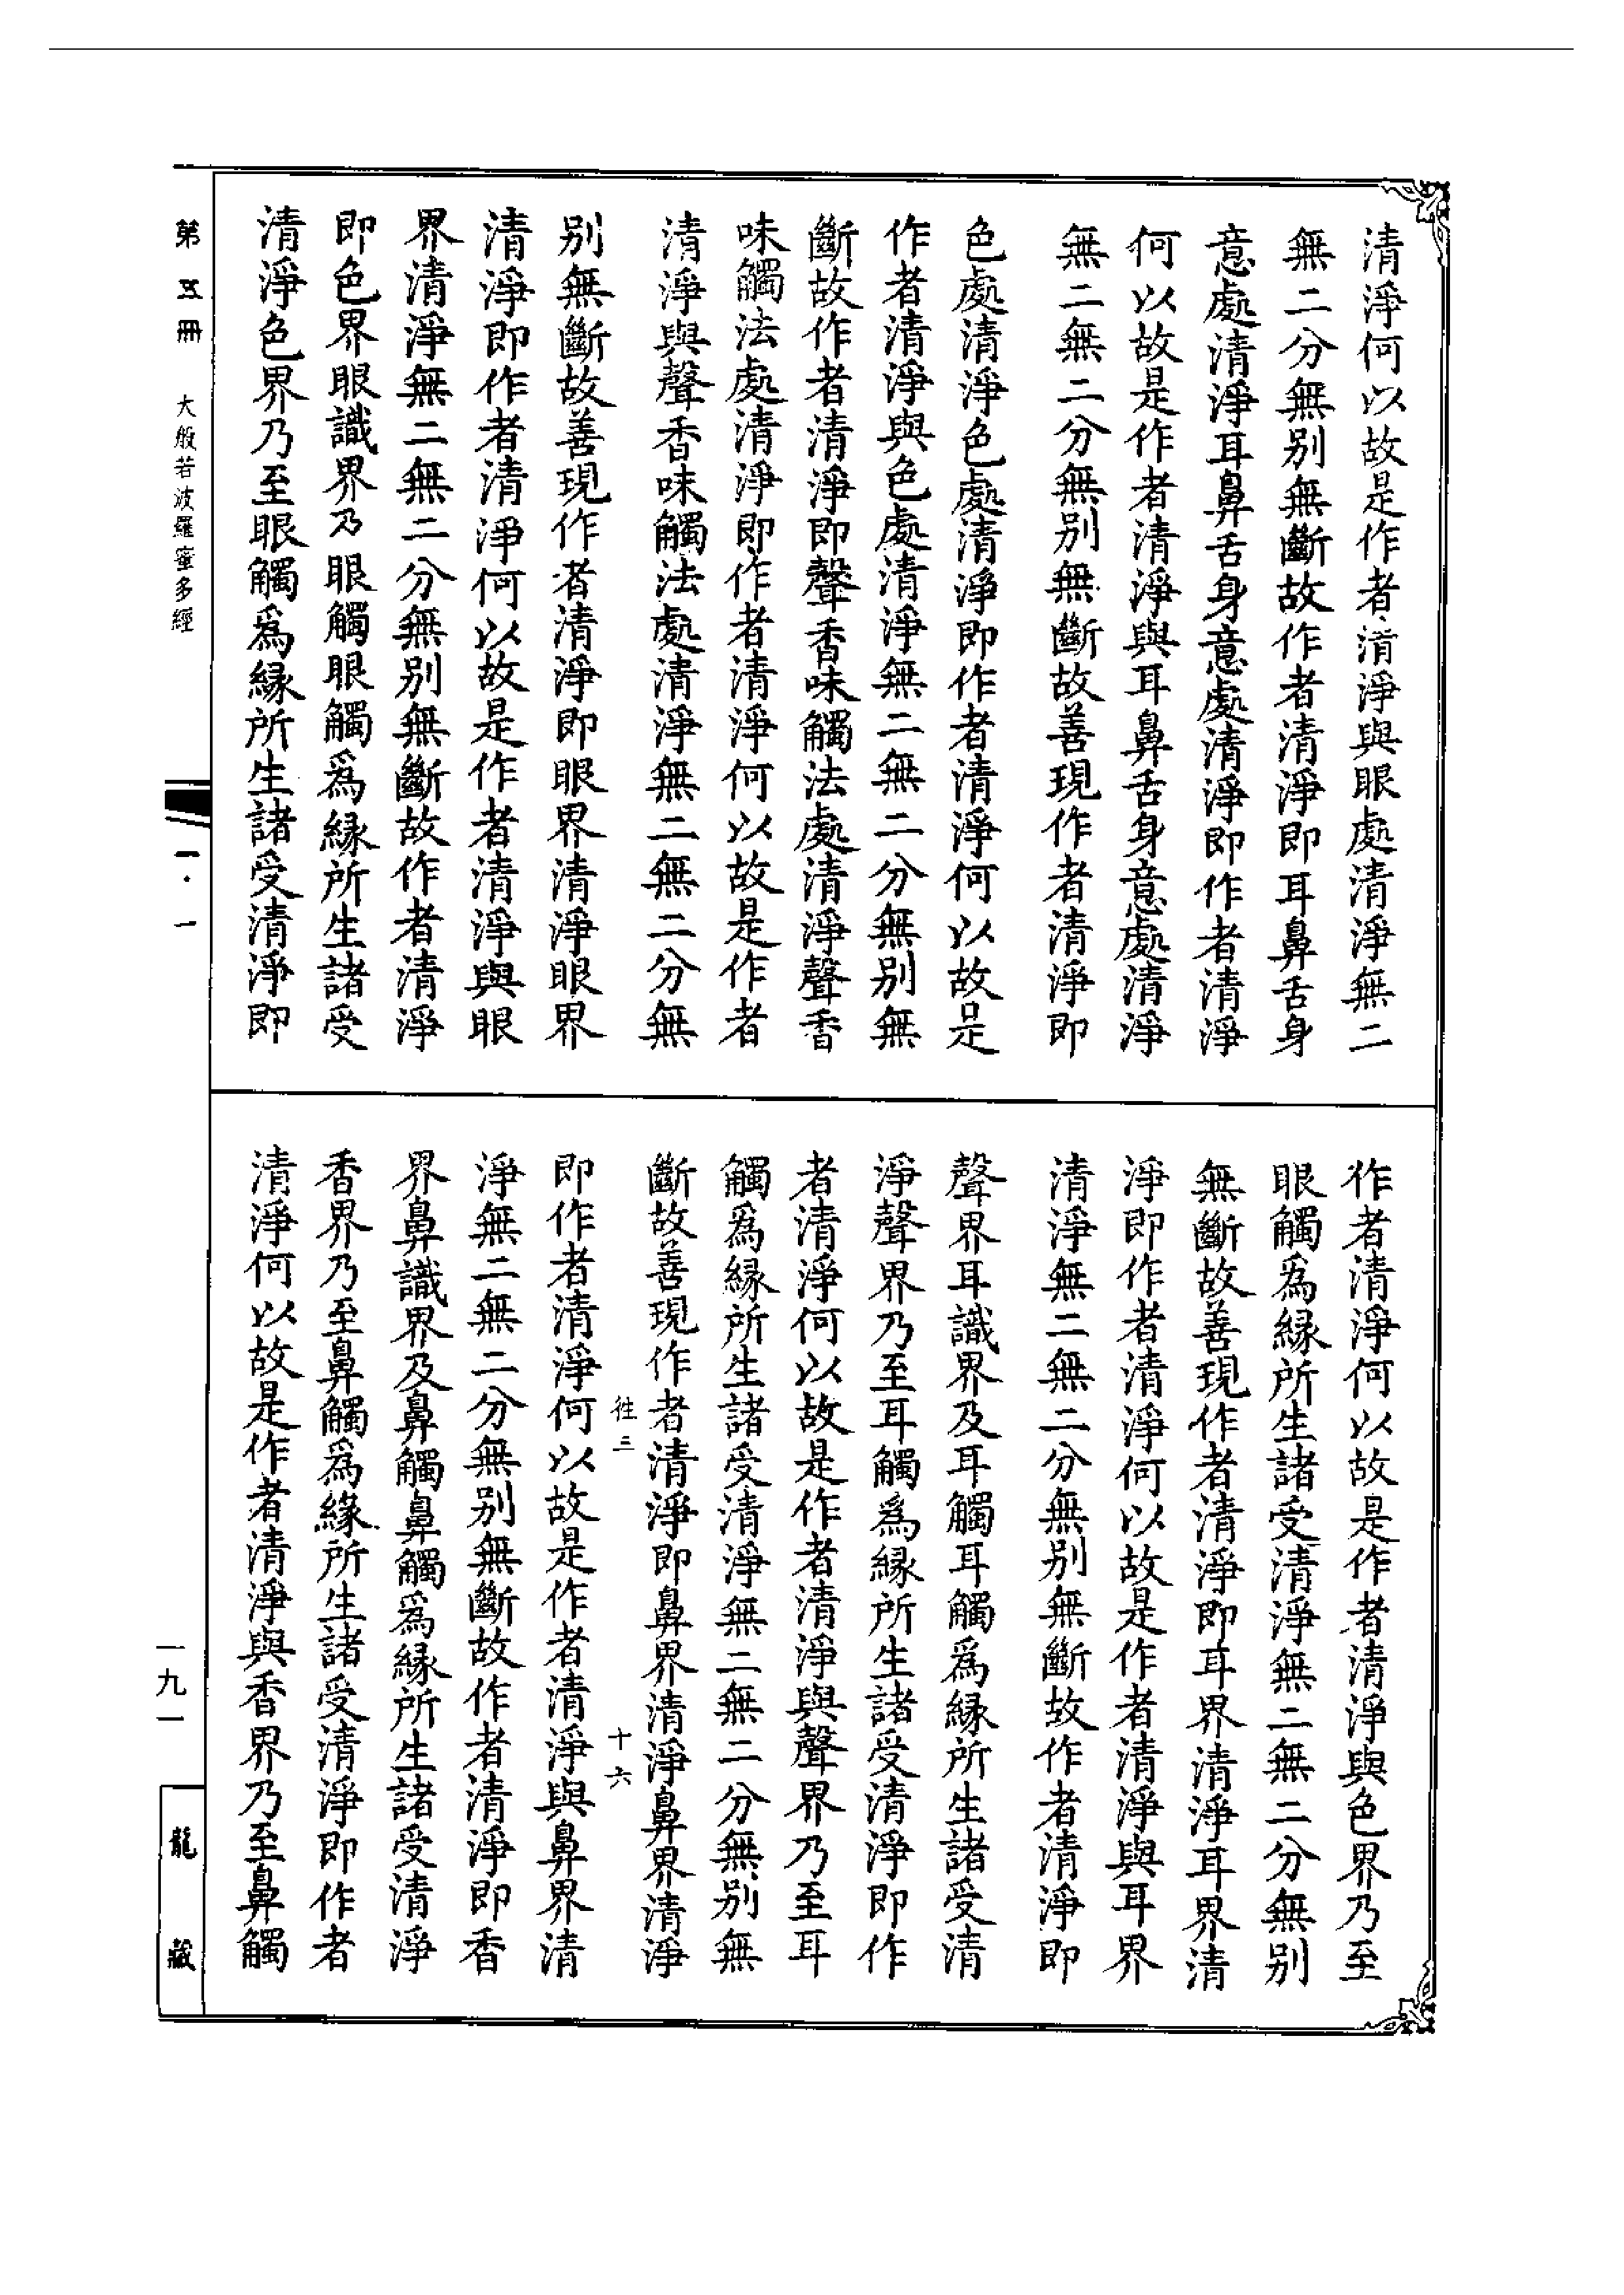 清淨何以故是作者清淨與眼處清淨無二
無二分無別無斷故作者清淨即耳鼻舌身
意處清淨耳鼻舌身意處清淨即作者清淨
何以故是作者清淨與耳鼻舌身意處清淨
無二無二分無別無斷故善現作者清淨即
色處清淨色處清淨即作者清淨何以故是
作者清淨與色處清淨無二無二分無別無
斷故作者清淨即聲香味觸法處清淨聲香
味觸法處清淨即作者清淨何以故是作者
清淨與聲香味觸法處清淨無二無二分無
別無斷故善現作者清淨即眼界清淨眼界
清淨即作者清淨何以故是作者清淨與眼
界清淨無二無二分無別無斷故作者清淨
即色界眼識界乃眼觸眼觸爲緣所生諸受
清淨色界乃至眼觸爲緣所生諸受清淨即
作者清淨何以故是作者清淨與色界乃至
眼觸爲緣所生諸受清淨無二無二分無別
無斷故善現作者清淨即耳界清淨耳界清
淨即作者清淨何以故是作者清淨與耳界
清淨無二無二分無別無斷故作者清淨即
聲界耳識界及耳觸耳觸爲緣所生諸受清
淨聲界乃至耳觸爲緣所生諸受清淨即作
者清淨何以故是作者清淨與聲界乃至耳
觸爲緣所生諸受清淨無二無二分無別無
斷故善現作者清淨即鼻界清淨鼻界清淨
徃三 十六
即作者清淨何以故是作者清淨與鼻界清
淨無二無二分無別無斷故作者清淨即香
界鼻識界及鼻觸鼻觸爲緣所生諸受清淨
香界乃至鼻觸爲緣所生諸受清淨即作者
清淨何以故是作者清淨與香界乃至鼻觸
第五冊 大般若波羅蜜多經
一·一
一九一
龍藏